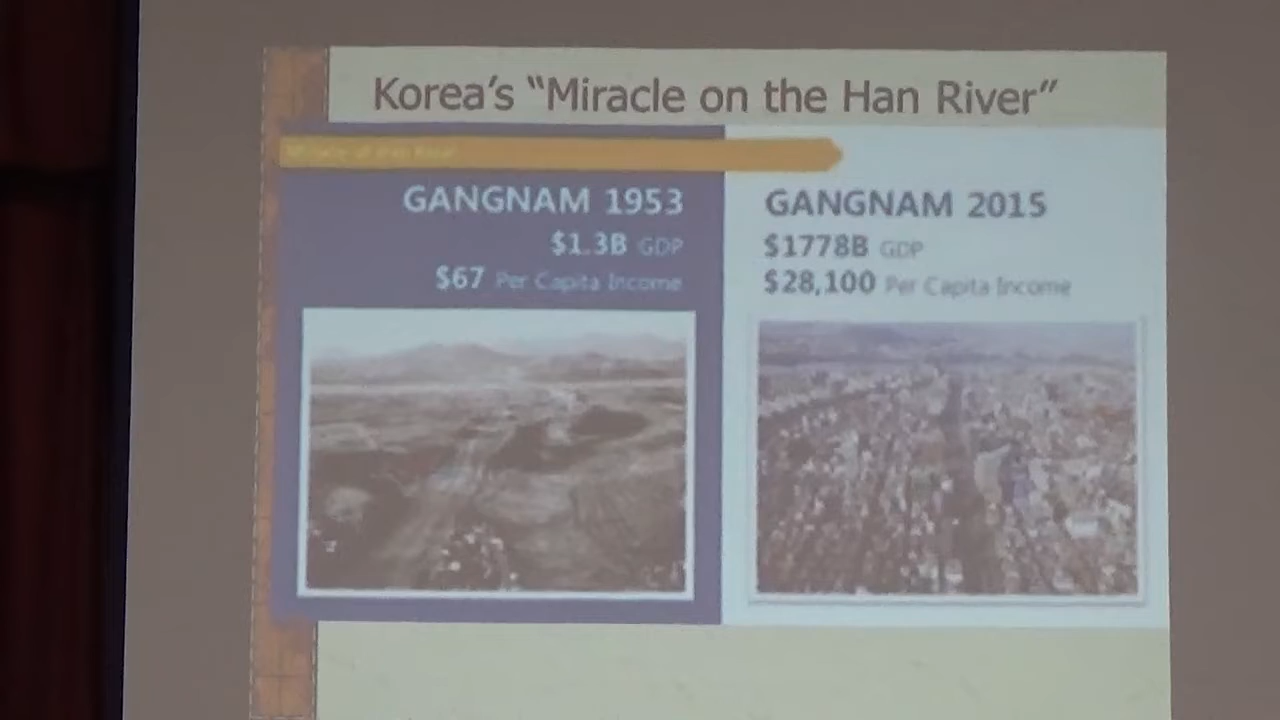 Korea's "Miracle on the Han River"
GANGNAM 1953
$1.3B GDP
$67 Per Capita Income
GANGNAM 2015
$1778B GDP
$28,100 Per Capita Income